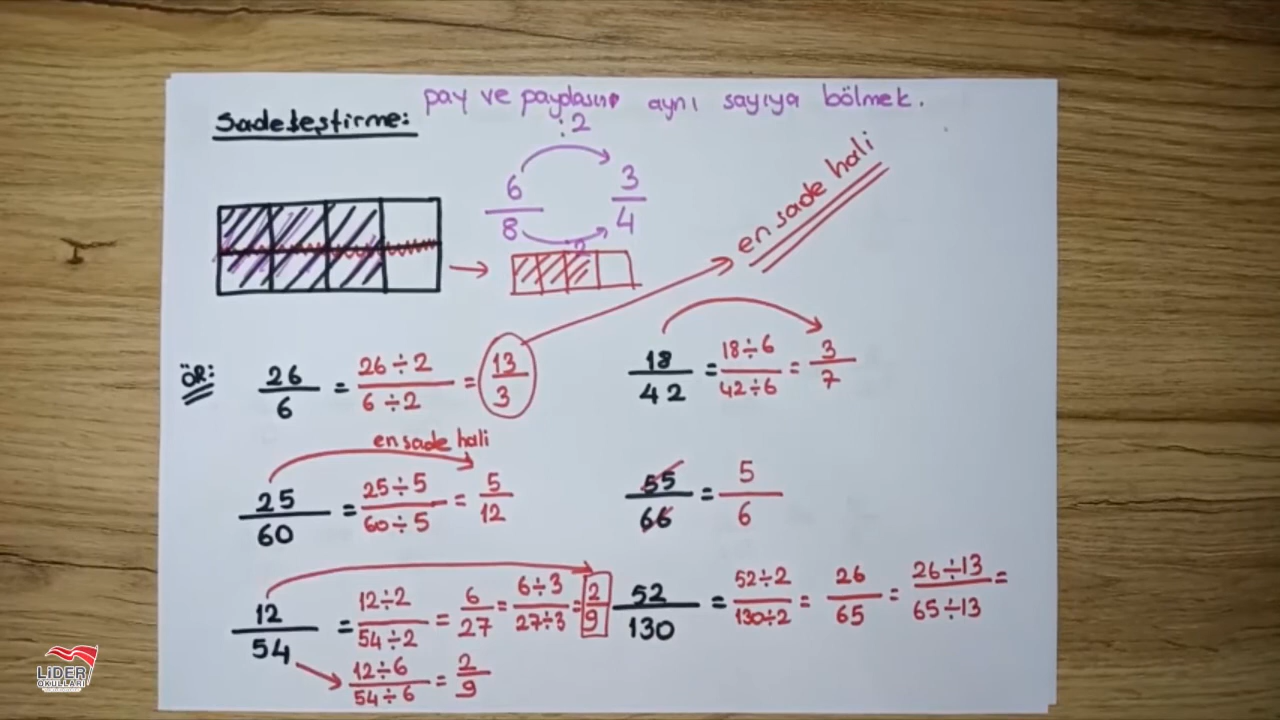 pay ve paydasını aynı sayıya bölmek.
Sadeleştirme:
:2
6/8 3/4
:2
en sade hali
ÖR:
26/6 = 26÷2/6÷2 = 13/3
18/42 = 18÷6/42÷6 = 3/7
en sade hali
25/60 = 25÷5/60÷5 = 5/12
55/66 = 5/6
12/54 = 12÷2/54÷2 = 6/27 = 6÷3/27÷3 = 2/9
12÷6/54÷6 = 2/9
52/130 = 52÷2/130÷2 = 26/65 = 26÷13/65÷13 =
LİDER
OKULLARI